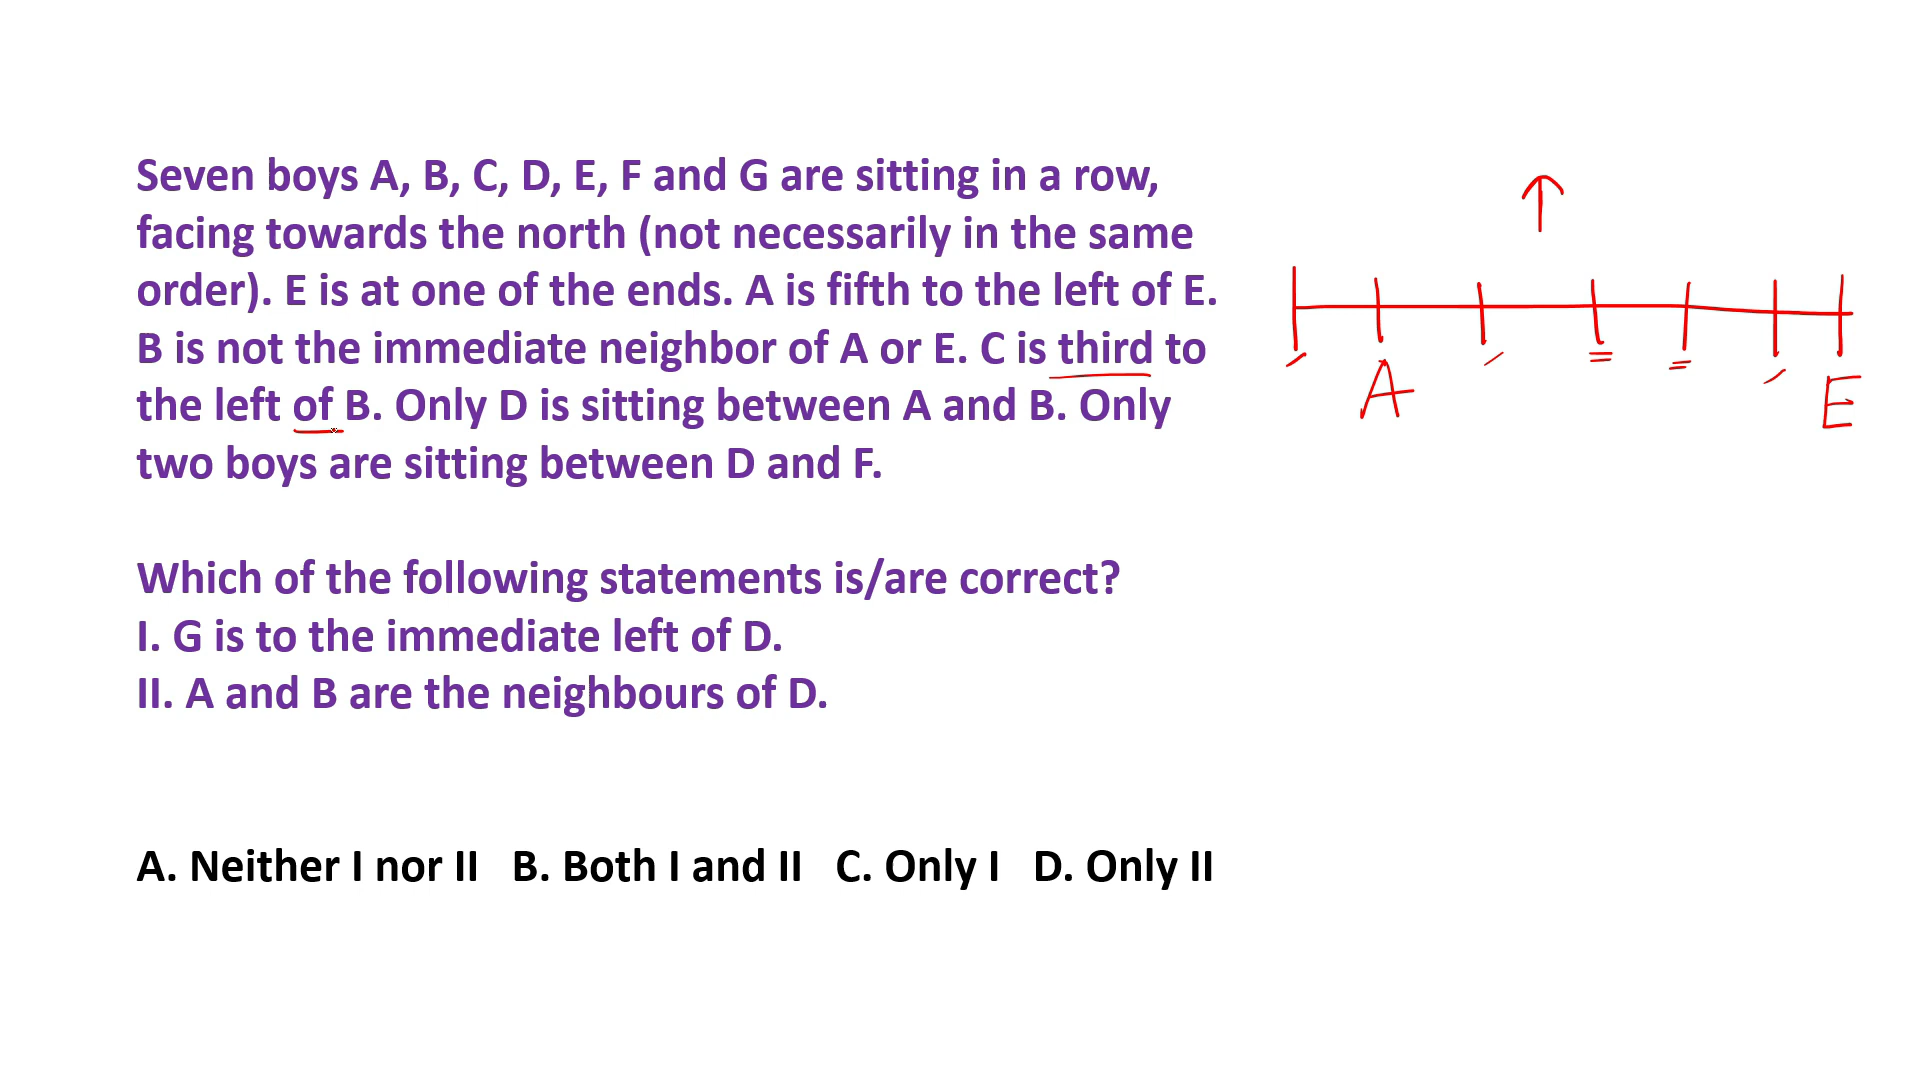 Seven boys A, B, C, D, E, F and G are sitting in a row,
facing towards the north (not necessarily in the same
order). E is at one of the ends. A is fifth to the left of E.
B is not the immediate neighbor of A or E. C is third to
the left of B. Only D is sitting between A and B. Only
two boys are sitting between D and F.
A
E
Which of the following statements is/are correct?
I. G is to the immediate left of D.
II. A and B are the neighbours of D.
A. Neither I nor II B. Both I and II C. Only I D. Only II